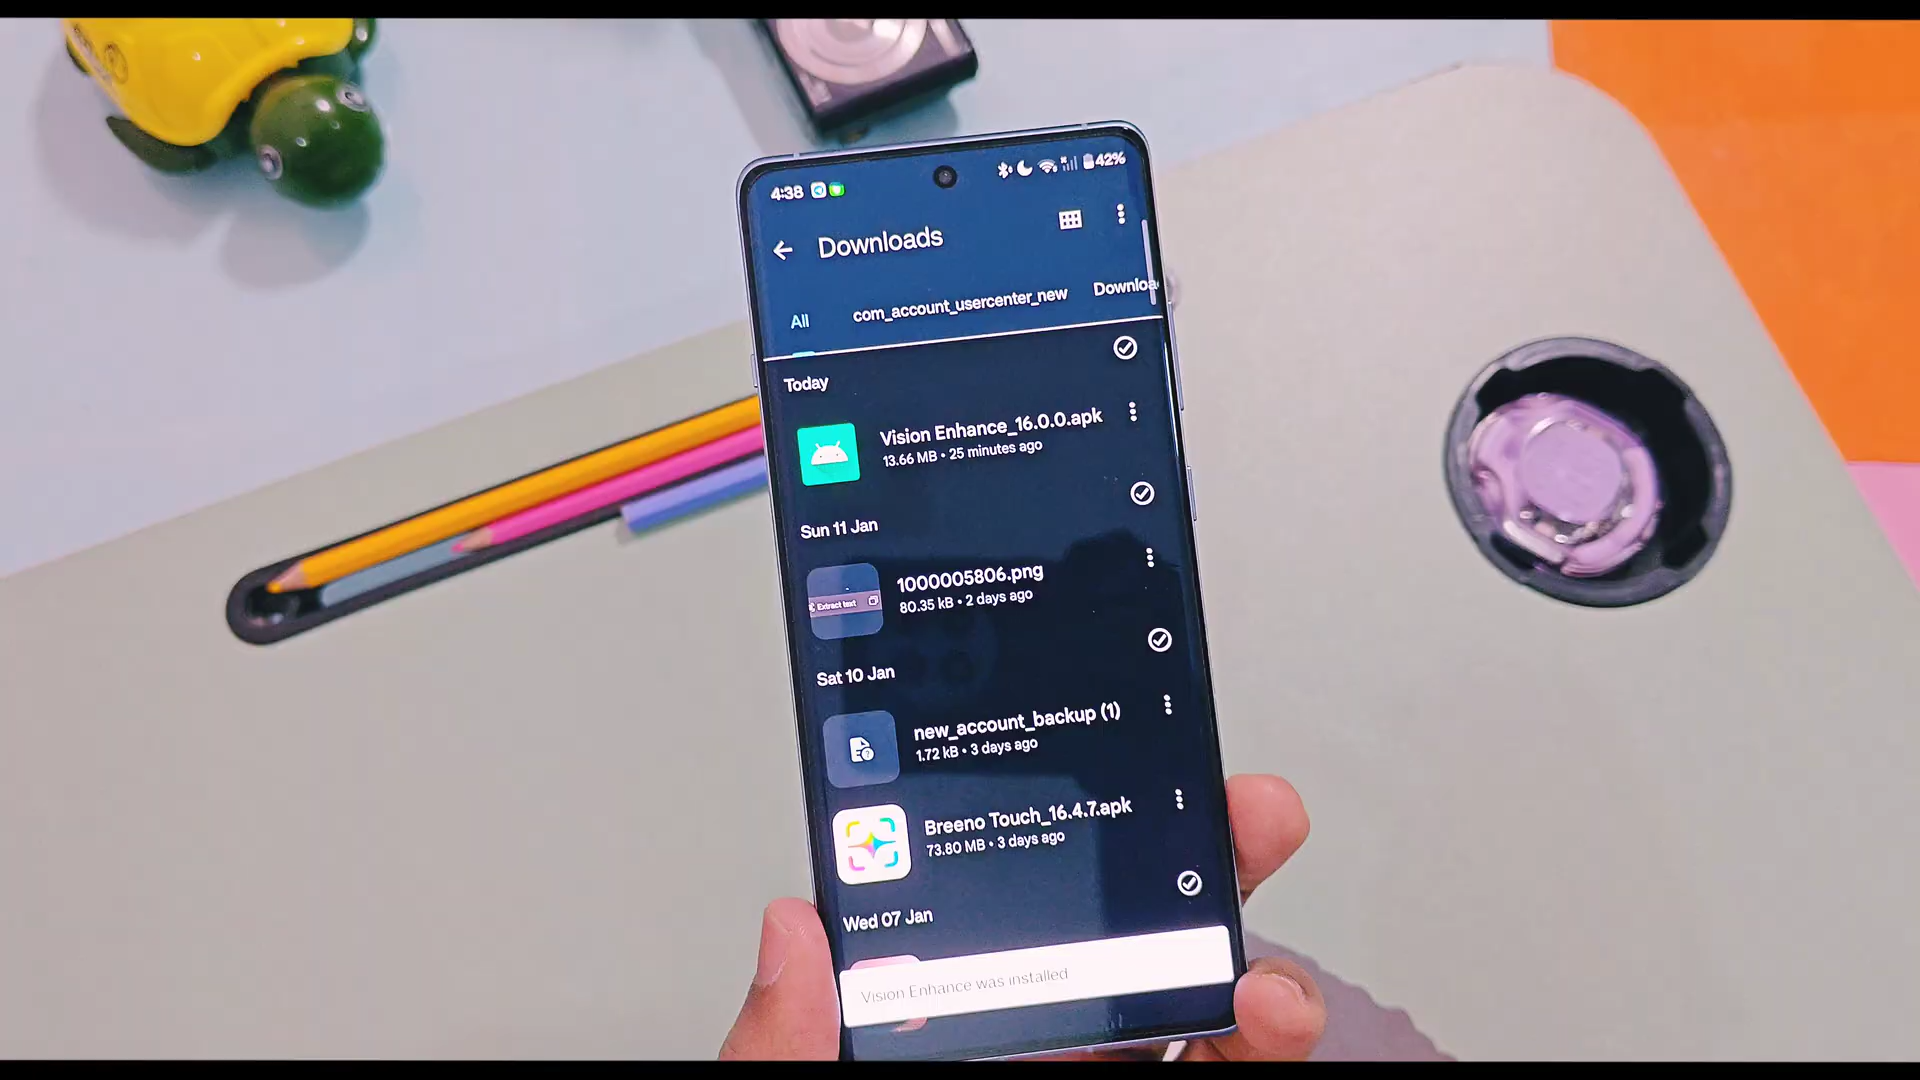 4:38
42%
Downloads
All com_account_usercenter_new Downloa
Today
Vision Enhance_16.0.0.apk
13.66 MB • 25 minutes ago
Sun 11 Jan
1000005806.png
80.35 kB • 2 days ago
Extract text
Sat 10 Jan
new_account_backup (1)
1.72 kB • 3 days ago
Breeno Touch_16.4.7.apk
73.80 MB • 3 days ago
Wed 07 Jan
Vision Enhance was installed